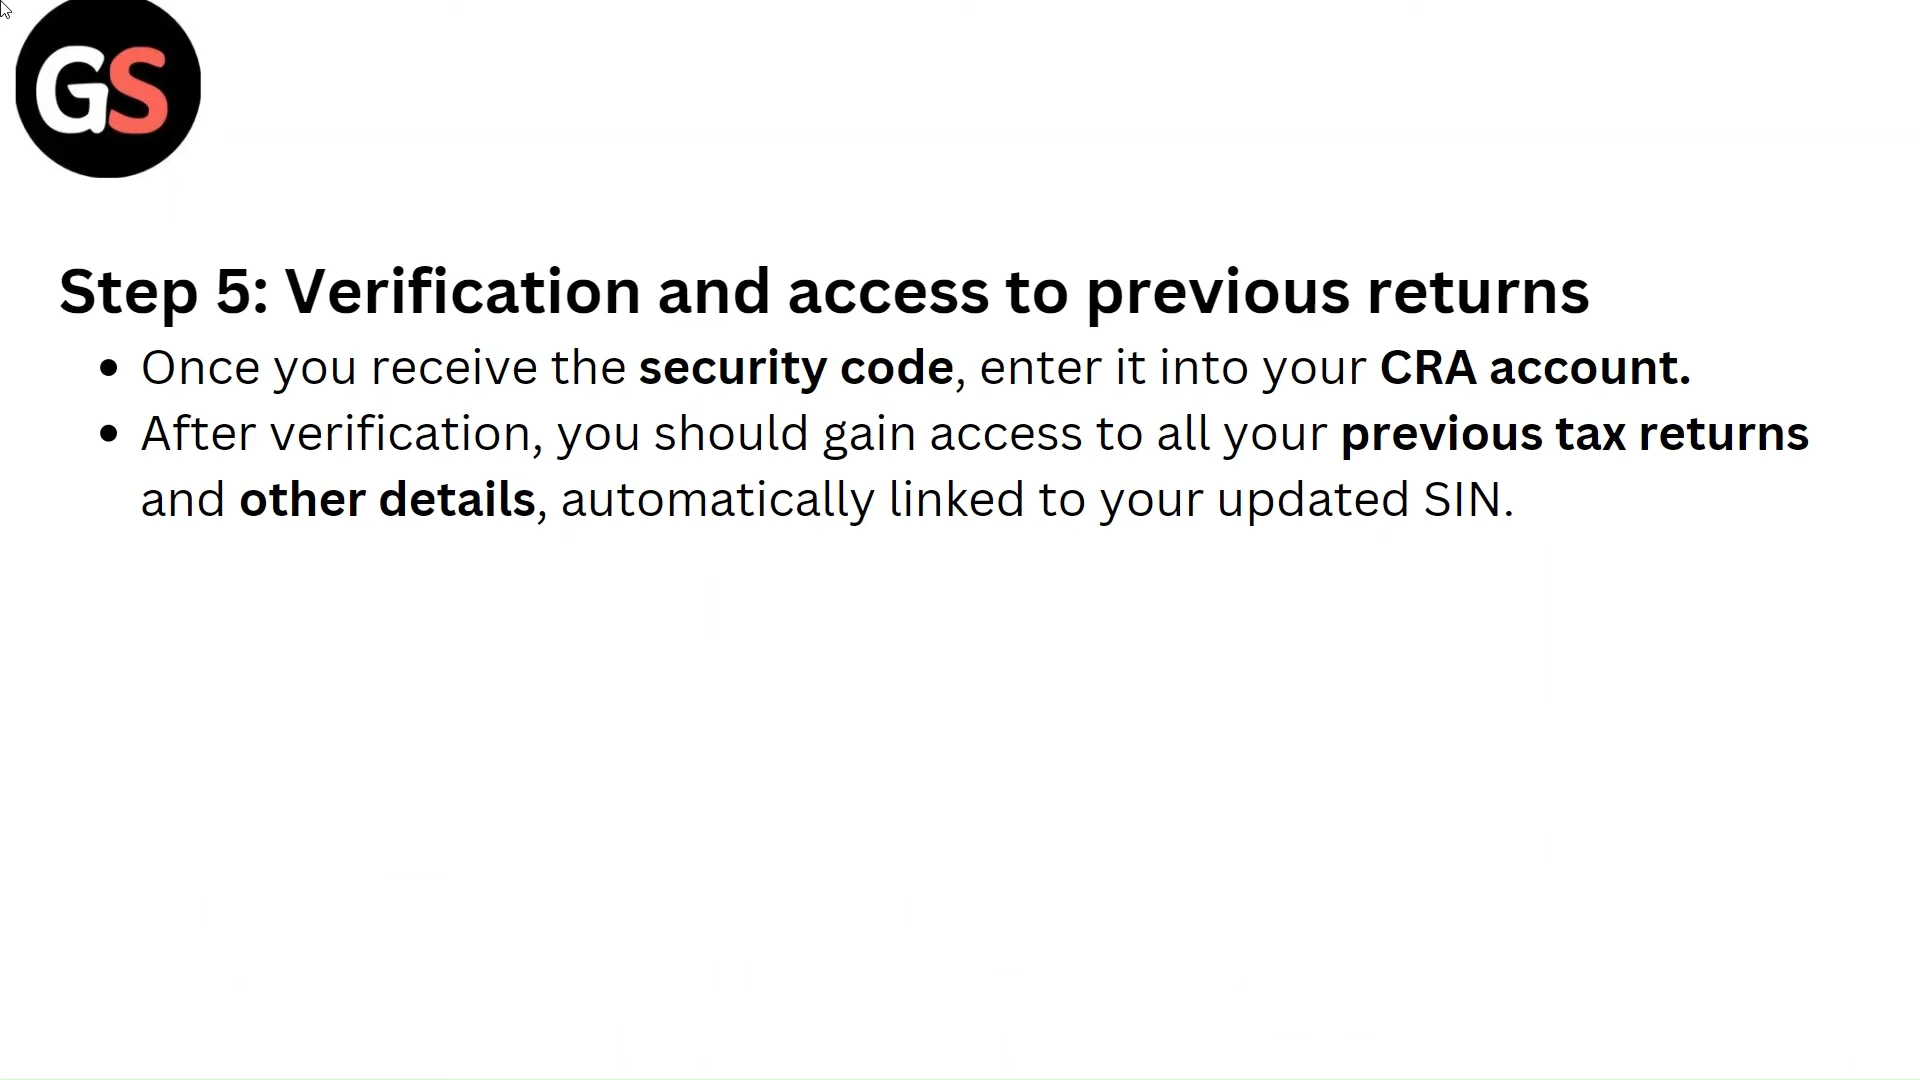 GS
Step 5: Verification and access to previous returns
• Once you receive the security code, enter it into your CRA account.
• After verification, you should gain access to all your previous tax returns
and other details, automatically linked to your updated SIN.